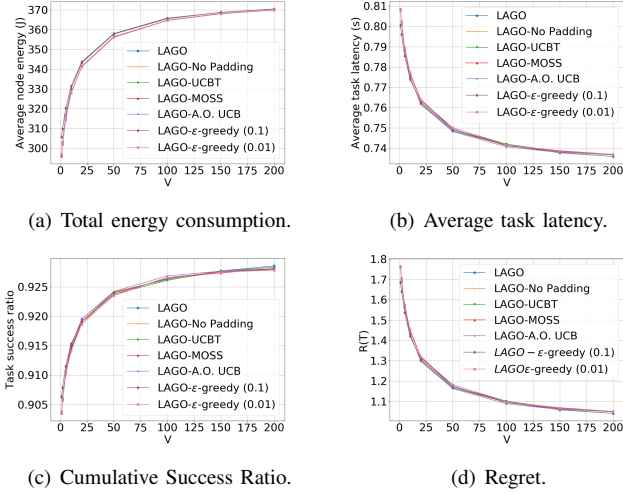 Average node energy (J)
370
360
350
340
330
320
310
300
LAGO
LAGO-No Padding
LAGO-UCBT
LAGO-MOSS
LAGO-A.O. UCB
LAGO-ε-greedy (0.1)
LAGO-ε-greedy (0.01)
0 25 50 75 100 125 150 175 200
V
(a) Total energy consumption.
Average task latency (s)
0.81
0.80
0.79
0.78
0.77
0.76
0.75
0.74
LAGO
LAGO-No Padding
LAGO-UCBT
LAGO-MOSS
LAGO-A.O. UCB
LAGO-ε-greedy (0.1)
LAGO-ε-greedy (0.01)
0 25 50 75 100 125 150 175 200
V
(b) Average task latency.
Task success ratio
0.925
0.920
0.915
0.910
0.905
LAGO
LAGO-No Padding
LAGO-UCBT
LAGO-MOSS
LAGO-A.O. UCB
LAGO-ε-greedy (0.1)
LAGO-ε-greedy (0.01)
0 25 50 75 100 125 150 175 200
V
(c) Cumulative Success Ratio.
R(T)
1.8
1.7
1.6
1.5
1.4
1.3
1.2
1.1
LAGO
LAGO-No Padding
LAGO-UCBT
LAGO-MOSS
LAGO-A.O. UCB
LAGO − ε-greedy (0.1)
LAGOε-greedy (0.01)
0 25 50 75 100 125 150 175 200
V
(d) Regret.